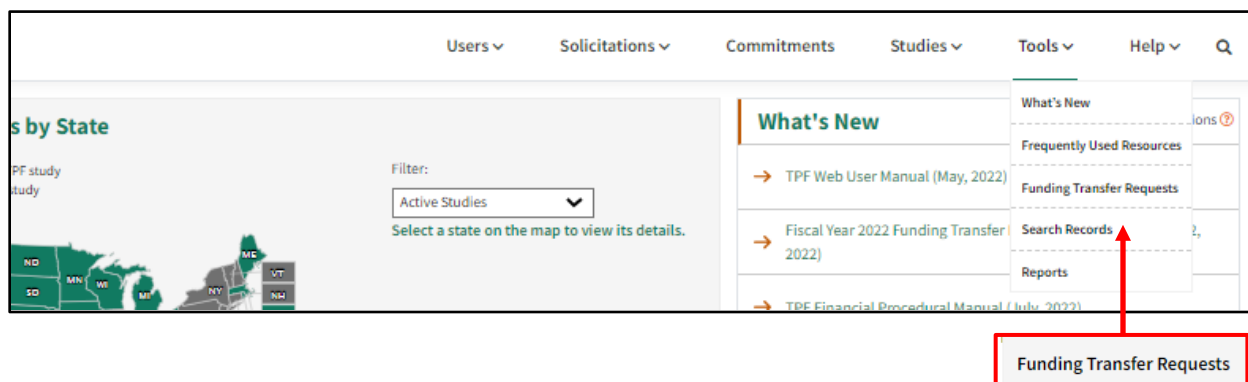 Users Solicitations Commitments Studies Tools Help
s by State
PF study
study
Filter:
Active Studies
Select a state on the map to view its details.
ND
SD
MN
WI
MI
ME
NY
VT
NH
What's New
ions
TPF Web User Manual (May, 2022)
Fiscal Year 2022 Funding Transfer
2,
2022)
TPF Financial Procedural Manual (July, 2022)
What's New
Frequently Used Resources
Funding Transfer Requests
Search Records
Reports
Funding Transfer Requests